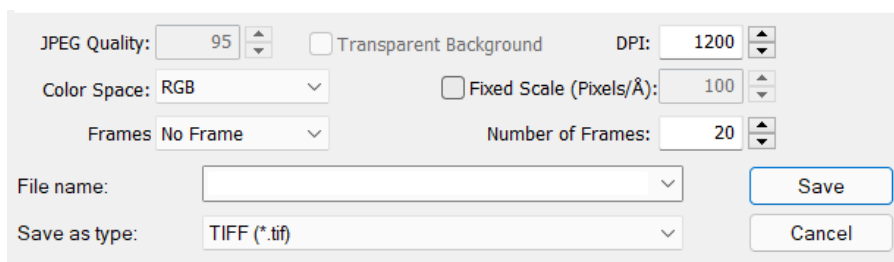 JPEG Quality: 95 Transparent Background DPI: 1200
Color Space: RGB Fixed Scale (Pixels/Å): 100
Frames No Frame Number of Frames: 20
File name: Save
Save as type: TIFF (*.tif) Cancel